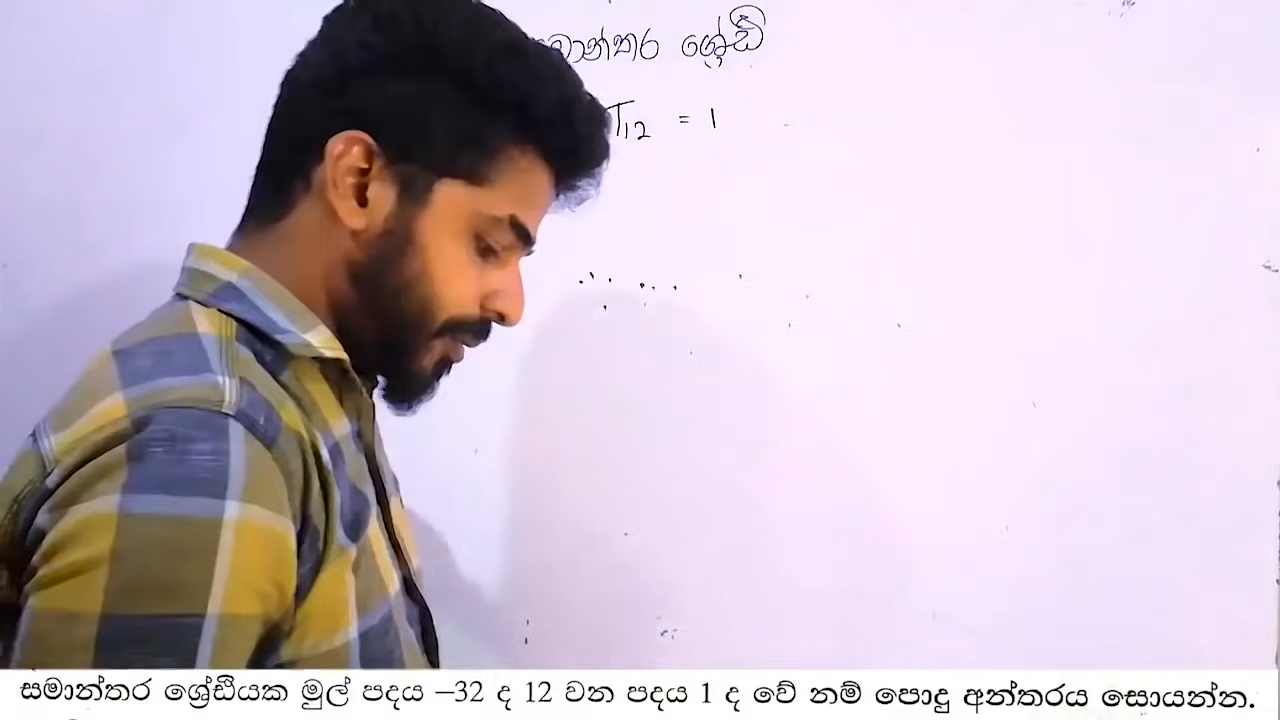 ශ්‍රේඪි
T12 = 1
සමාන්තර ශ්‍රේඪියක මුල් පදය –32 ද 12 වන පදය 1 ද වේ නම් පොදු අන්තරය සොයන්න.